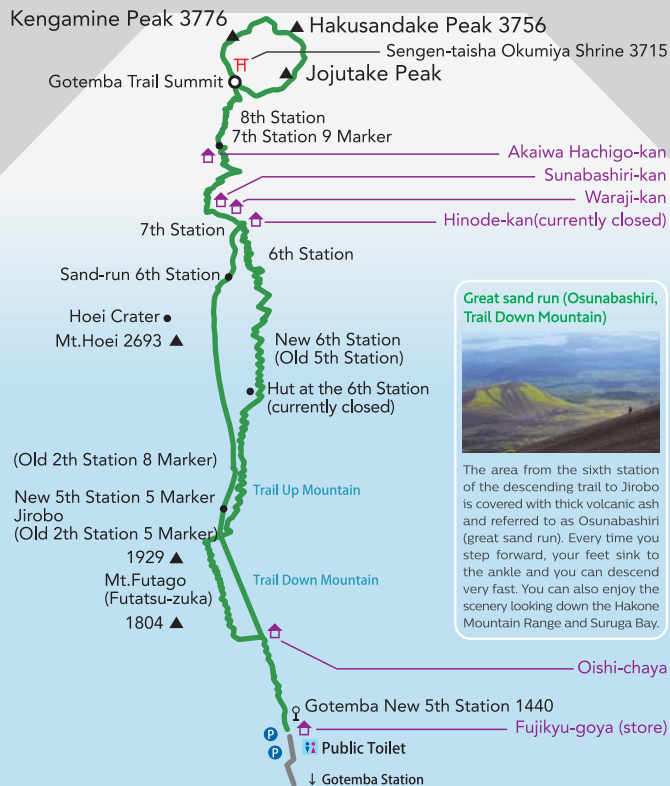 Kengamine Peak 3776
Hakusandake Peak 3756
Sengen-taisha Okumiya Shrine 3715
Jojutake Peak
Gotemba Trail Summit
8th Station
7th Station 9 Marker
Akaiwa Hachigo-kan
Sunabashiri-kan
Waraji-kan
Hinode-kan(currently closed)
7th Station
6th Station
Sand-run 6th Station
Hoei Crater
Mt.Hoei 2693
New 6th Station
(Old 5th Station)
Hut at the 6th Station
(currently closed)
Great sand run (Osunabashiri,
Trail Down Mountain)
The area from the sixth station
of the descending trail to Jirobo
is covered with thick volcanic ash
and referred to as Osunabashiri
(great sand run). Every time you
step forward, your feet sink to
the ankle and you can descend
very fast. You can also enjoy the
scenery looking down the Hakone
Mountain Range and Suruga Bay.
(Old 2th Station 8 Marker)
Trail Up Mountain
New 5th Station 5 Marker
Jirobo
(Old 2th Station 5 Marker)
1929
Mt.Futago
(Futatsu-zuka)
1804
Trail Down Mountain
Oishi-chaya
Gotemba New 5th Station 1440
Fujikyu-goya (store)
P
P
Public Toilet
↓ Gotemba Station